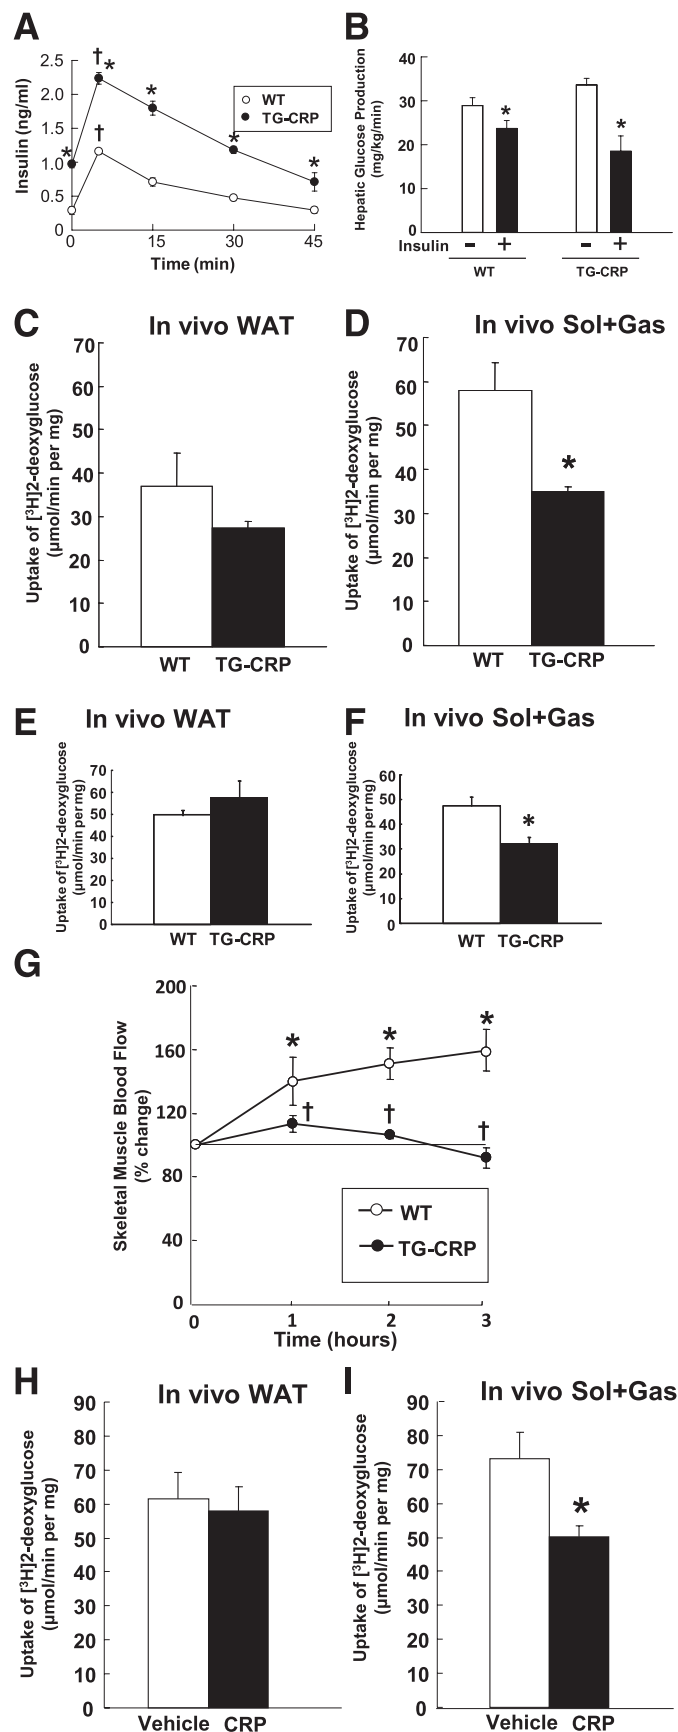 A
Insulin (ng/ml)
2.5
2.0
1.5
1.0
0.5
0
† *
*
*
*
*
†
WT
TG-CRP
0 15 30 45
Time (min)
B
Hepatic Glucose Production
(mg/kg/min)
40
30
20
10
0
*
*
Insulin - + - +
WT TG-CRP
C
In vivo WAT
Uptake of [³H]2-deoxyglucose
(µmol/min per mg)
70
60
50
40
30
20
10
0
WT TG-CRP
D
In vivo Sol+Gas
Uptake of [³H]2-deoxyglucose
(µmol/min per mg)
70
60
50
40
30
20
10
0
*
WT TG-CRP
E
In vivo WAT
Uptake of [³H]2-deoxyglucose
(µmol/min per mg)
70
60
50
40
30
20
10
0
WT TG-CRP
F
In vivo Sol+Gas
Uptake of [³H]2-deoxyglucose
(µmol/min per mg)
60
50
40
30
20
10
0
*
WT TG-CRP
G
Skeletal Muscle Blood Flow
(% change)
200
160
120
80
40
0
* * *
† † †
WT
TG-CRP
0 1 2 3
Time (hours)
H
In vivo WAT
Uptake of [³H]2-deoxyglucose
(µmol/min per mg)
90
80
70
60
50
40
30
20
10
0
Vehicle CRP
I
In vivo Sol+Gas
Uptake of [³H]2-deoxyglucose
(µmol/min per mg)
90
80
70
60
50
40
30
20
10
0
*
Vehicle CRP